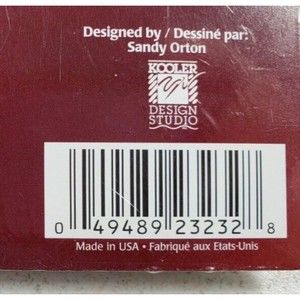 Designed by / Dessiné par:
Sandy Orton
KOOLER
DESIGN
STUDIO
0 49489 23232 8
Made in USA • Fabriqué aux Etats-Unis